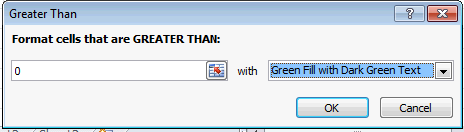 Greater Than
Format cells that are GREATER THAN:
0 with Green Fill with Dark Green Text
OK Cancel